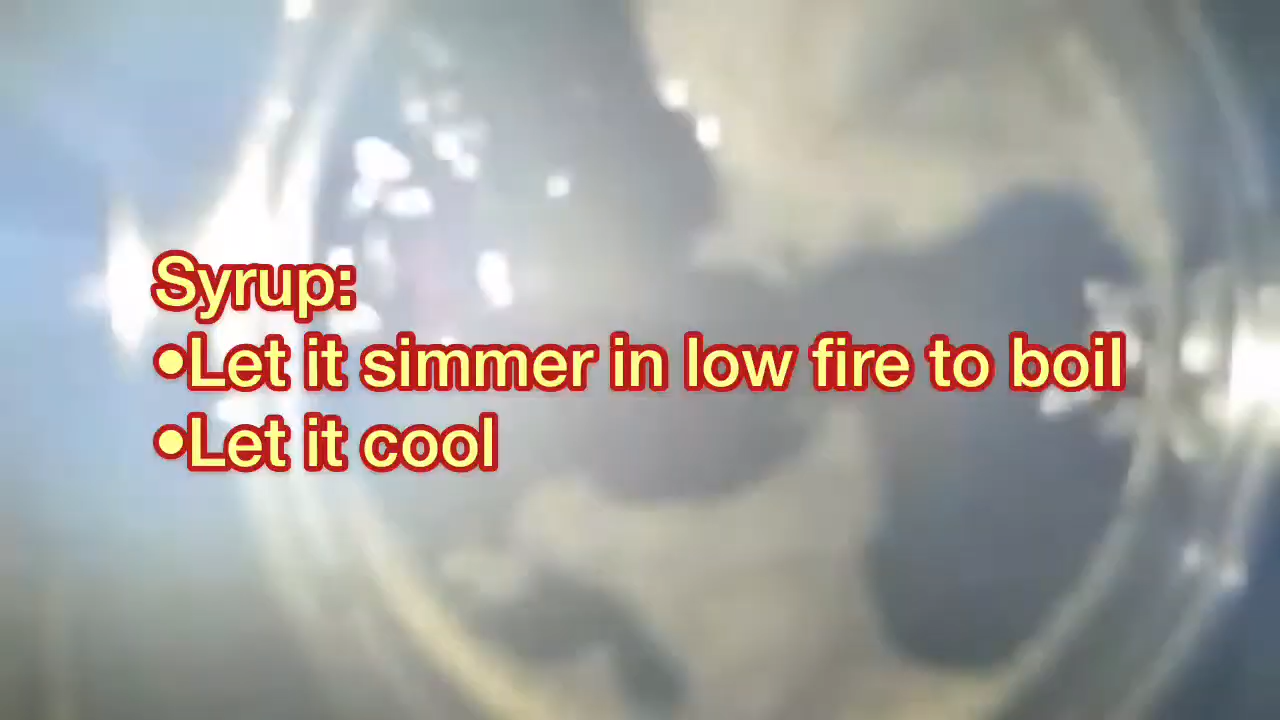 Syrup:
•Let it simmer in low fire to boil
•Let it cool